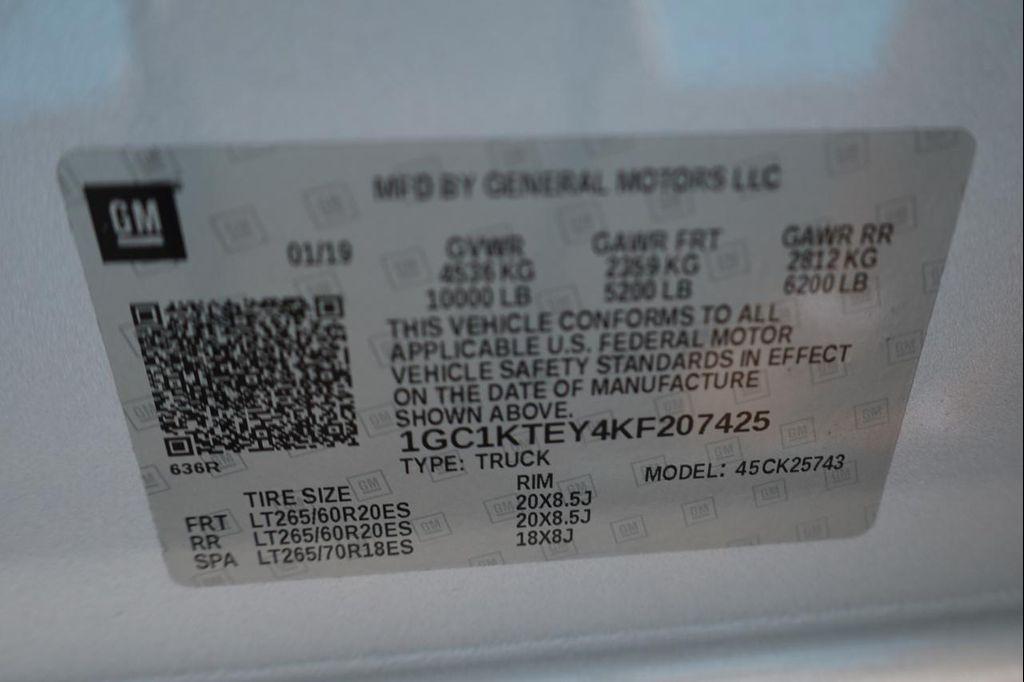 GM
MFD BY GENERAL MOTORS LLC
01/19
GVWR GAWR FRT GAWR RR
4536 KG 2359 KG 2812 KG
10000 LB 5200 LB 6200 LB
THIS VEHICLE CONFORMS TO ALL
APPLICABLE U.S. FEDERAL MOTOR
VEHICLE SAFETY STANDARDS IN EFFECT
ON THE DATE OF MANUFACTURE
SHOWN ABOVE.
1GC1KTEY4KF207425
636R
TYPE: TRUCK MODEL: 45CK25743
TIRE SIZE RIM
FRT LT265/60R20ES 20X8.5J
RR LT265/60R20ES 20X8.5J
SPA LT265/70R18ES 18X8J